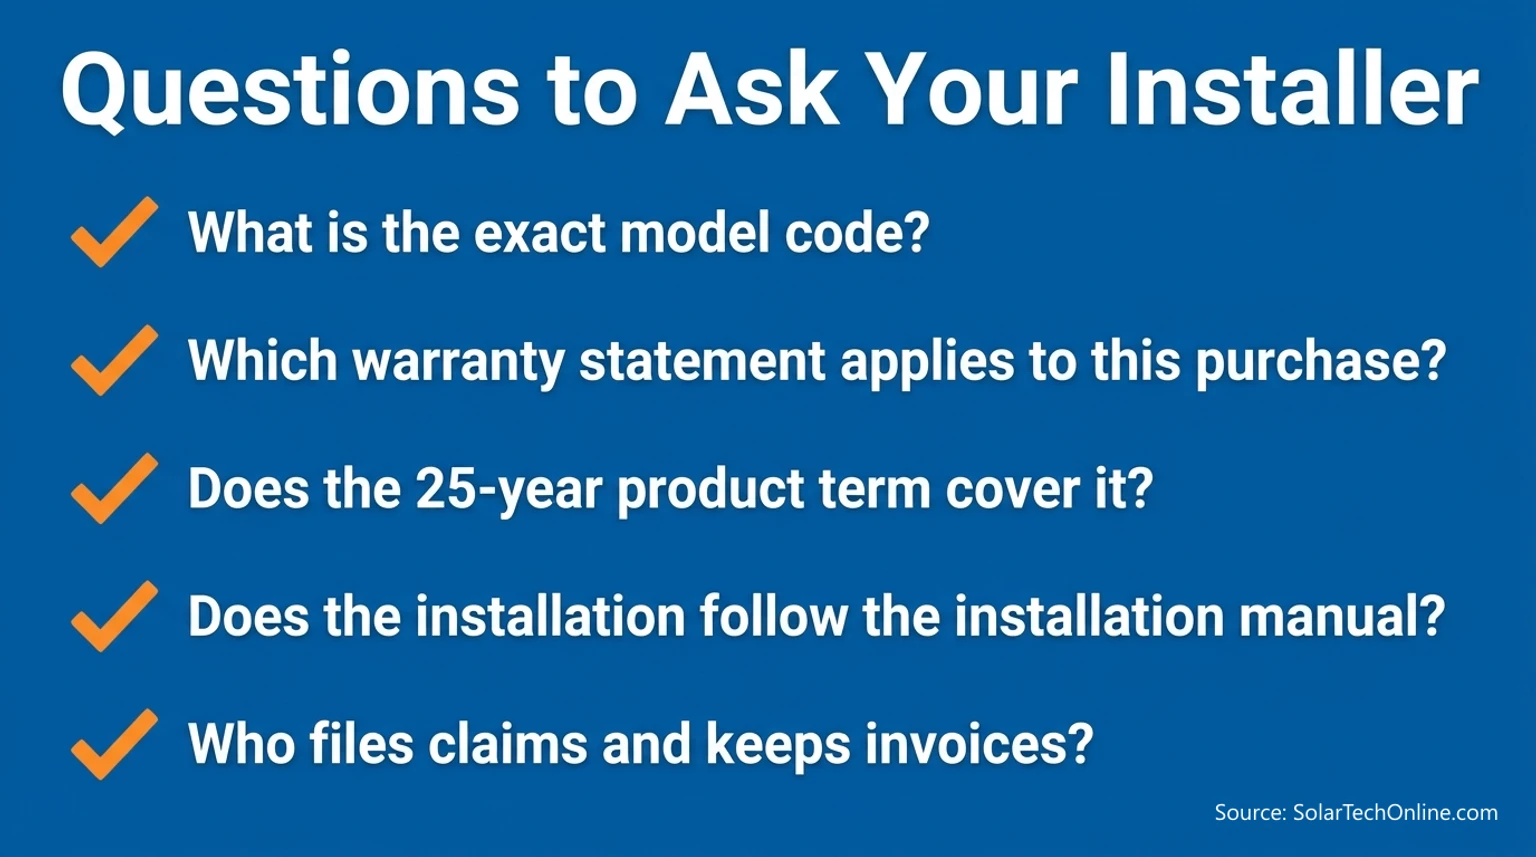 Questions to Ask Your Installer
What is the exact model code?
Which warranty statement applies to this purchase?
Does the 25-year product term cover it?
Does the installation follow the installation manual?
Who files claims and keeps invoices?
Source: SolarTechOnline.com